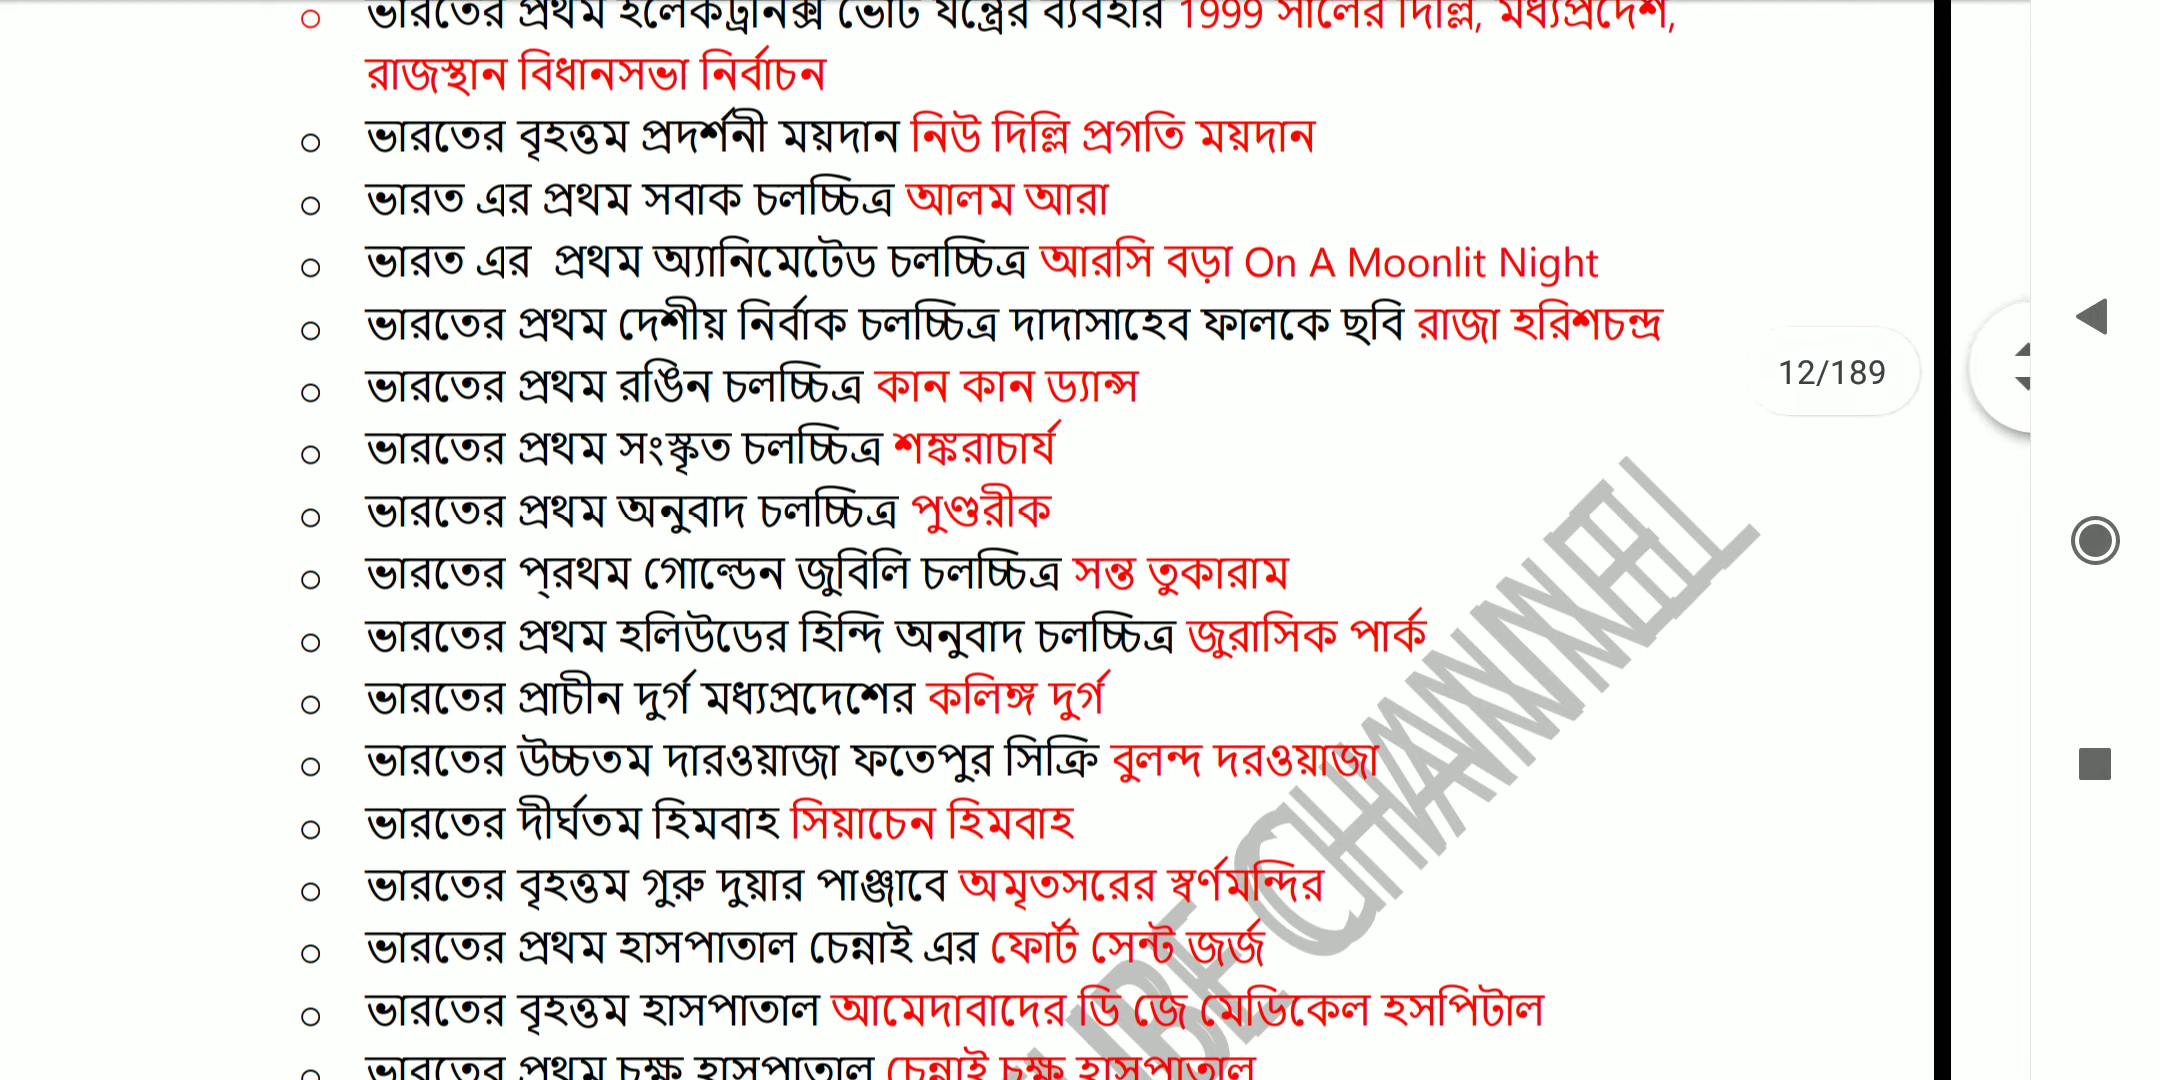 ভারতের প্রথম ইলেকট্রনিক্স ভোট যন্ত্রের ব্যবহার 1999 সালের দিল্লি, মধ্যপ্রদেশ,
রাজস্থান বিধানসভা নির্বাচন
ভারতের বৃহত্তম প্রদর্শনী ময়দান নিউ দিল্লি প্রগতি ময়দান
ভারত এর প্রথম সবাক চলচ্চিত্র আলম আরা
ভারত এর প্রথম অ্যানিমেটেড চলচ্চিত্র আরসি বড়া On A Moonlit Night
ভারতের প্রথম দেশীয় নির্বাক চলচ্চিত্র দাদাসাহেব ফালকে ছবি রাজা হরিশচন্দ্র
12/189
ভারতের প্রথম রঙিন চলচ্চিত্র কান কান ড্যান্স
ভারতের প্রথম সংস্কৃত চলচ্চিত্র শঙ্করাচার্য
ভারতের প্রথম অনুবাদ চলচ্চিত্র পুণ্ডরীক
ভারতের প্‌রথম গোল্ডেন জুবিলি চলচ্চিত্র সন্ত তুকারাম
ভারতের প্রথম হলিউডের হিন্দি অনুবাদ চলচ্চিত্র জুরাসিক পার্ক
ভারতের প্রাচীন দুর্গ মধ্যপ্রদেশের কলিঙ্গ দুর্গ
ভারতের উচ্চতম দারওয়াজা ফতেপুর সিক্রি বুলন্দ দরওয়াজা
ভারতের দীর্ঘতম হিমবাহ সিয়াচেন হিমবাহ
ভারতের বৃহত্তম গুরু দুয়ার পাঞ্জাবে অমৃতসরের স্বর্ণমন্দির
ভারতের প্রথম হাসপাতাল চেন্নাই এর ফোর্ট সেন্ট জর্জ
ভারতের বৃহত্তম হাসপাতাল আমেদাবাদের ডি জে মেডিকেল হসপিটাল
ভারতের প্রথম চক্ষু হাসপাতাল চেন্নাই চক্ষু হাসপাতাল
CHANNEL